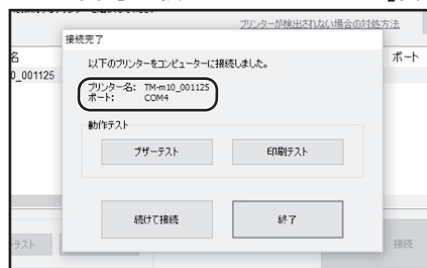 プリンターが検出されない場合の対処方法
接続完了
名
ポート
以下のプリンターをコンピューターに接続しました。
0_001125
プリンター名: TM-m10_001125
ポート: COM4
動作テスト
ブザーテスト
印刷テスト
続けて接続
終了
テスト
接続